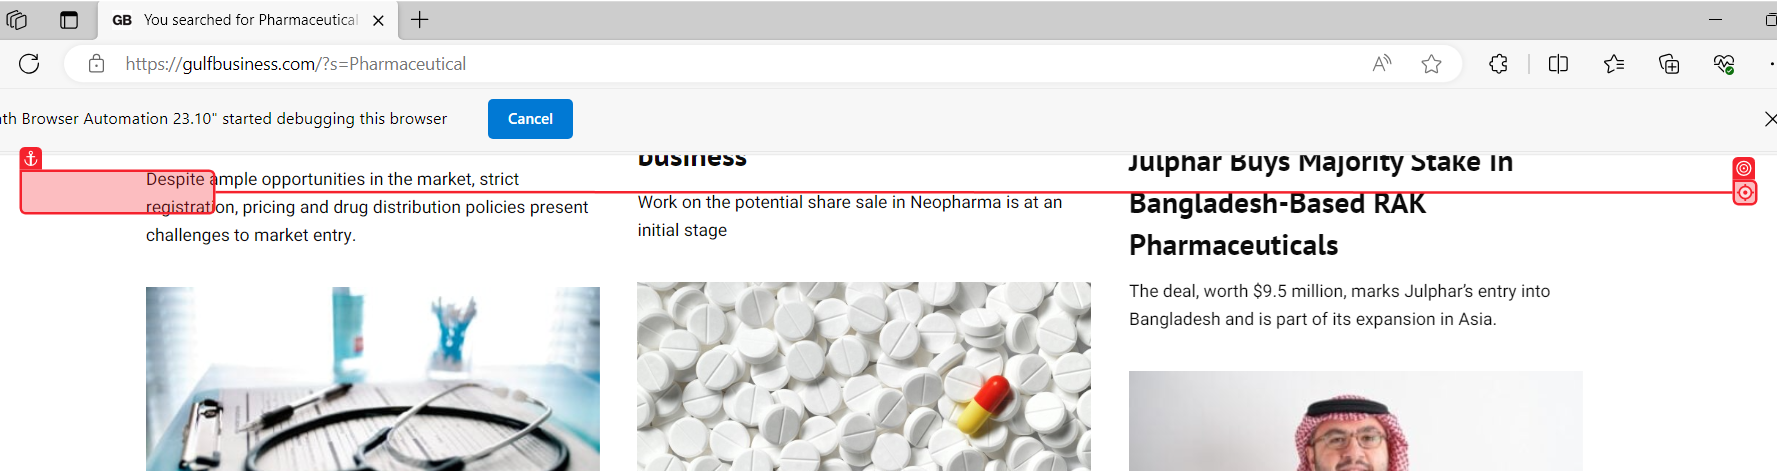 GB You searched for Pharmaceutical
https://gulfbusiness.com/?s=Pharmaceutical
Browser Automation 23.10" started debugging this browser
Cancel
Despite ample opportunities in the market, strict
registration, pricing and drug distribution policies present
challenges to market entry.
business
Work on the potential share sale in Neopharma is at an
initial stage
Julphar Buys Majority Stake In
Bangladesh-Based RAK
Pharmaceuticals
The deal, worth $9.5 million, marks Julphar’s entry into
Bangladesh and is part of its expansion in Asia.